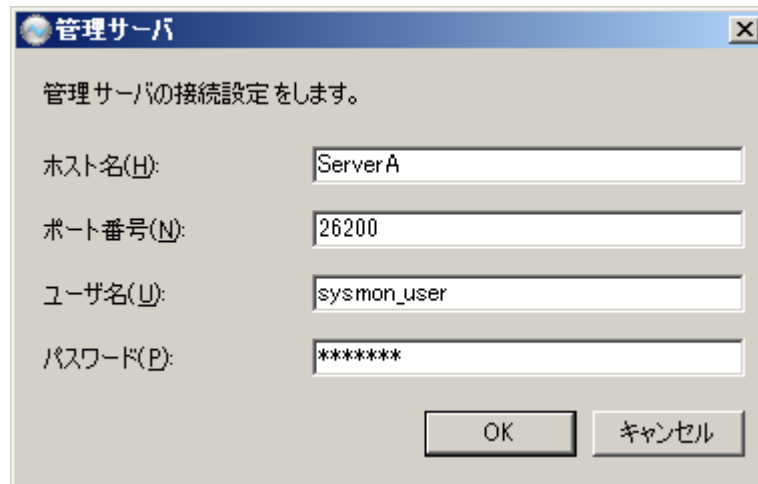 管理サーバ
管理サーバの接続設定をします。
ホスト名(H): ServerA
ポート番号(N): 26200
ユーザ名(U): sysmon_user
パスワード(P): *******
OK キャンセル